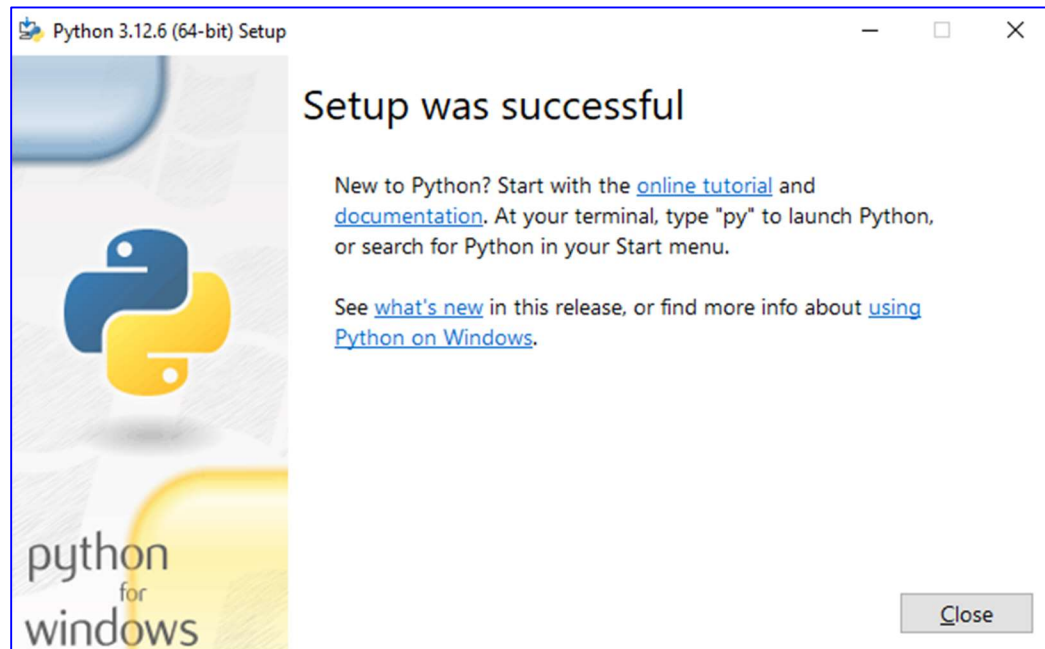 Python 3.12.6 (64-bit) Setup
Setup was successful
New to Python? Start with the online tutorial and
documentation. At your terminal, type "py" to launch Python,
or search for Python in your Start menu.
See what's new in this release, or find more info about using
Python on Windows.
python
for
windows
Close